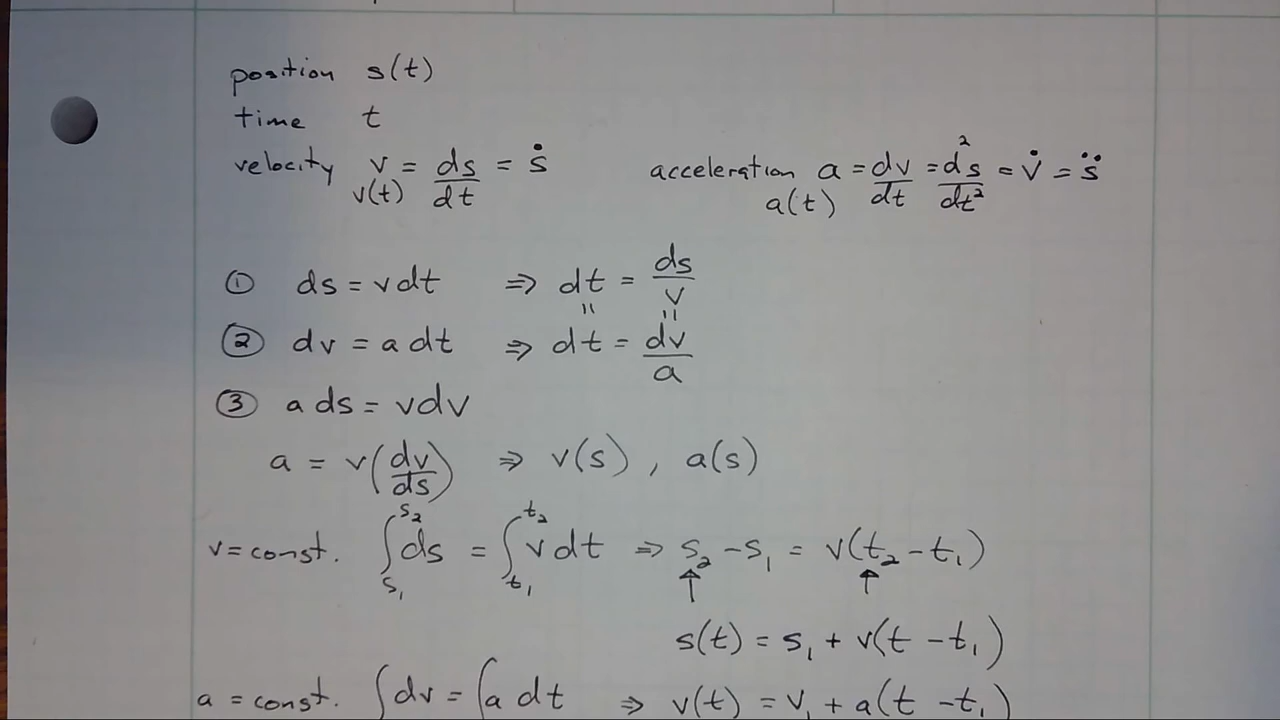 position s(t)
time t
velocity v = ds/dt = ṡ
v(t)
acceleration a = dv/dt = d²s/dt² = v̇ = s̈
a(t)
① ds = v dt ⇒ dt = ds/v
② dv = a dt ⇒ dt = dv/a
③ a ds = v dv
a = v(dv/ds) ⇒ v(s) , a(s)
v = const. ∫_{s₁}^{s₂} ds = ∫_{t₁}^{t₂} v dt ⇒ s₂ - s₁ = v(t₂ - t₁)
↑ ↑
s(t) = s₁ + v(t - t₁)
a = const. ∫ dv = ∫ a dt ⇒ v(t) = v₁ + a(t - t₁)